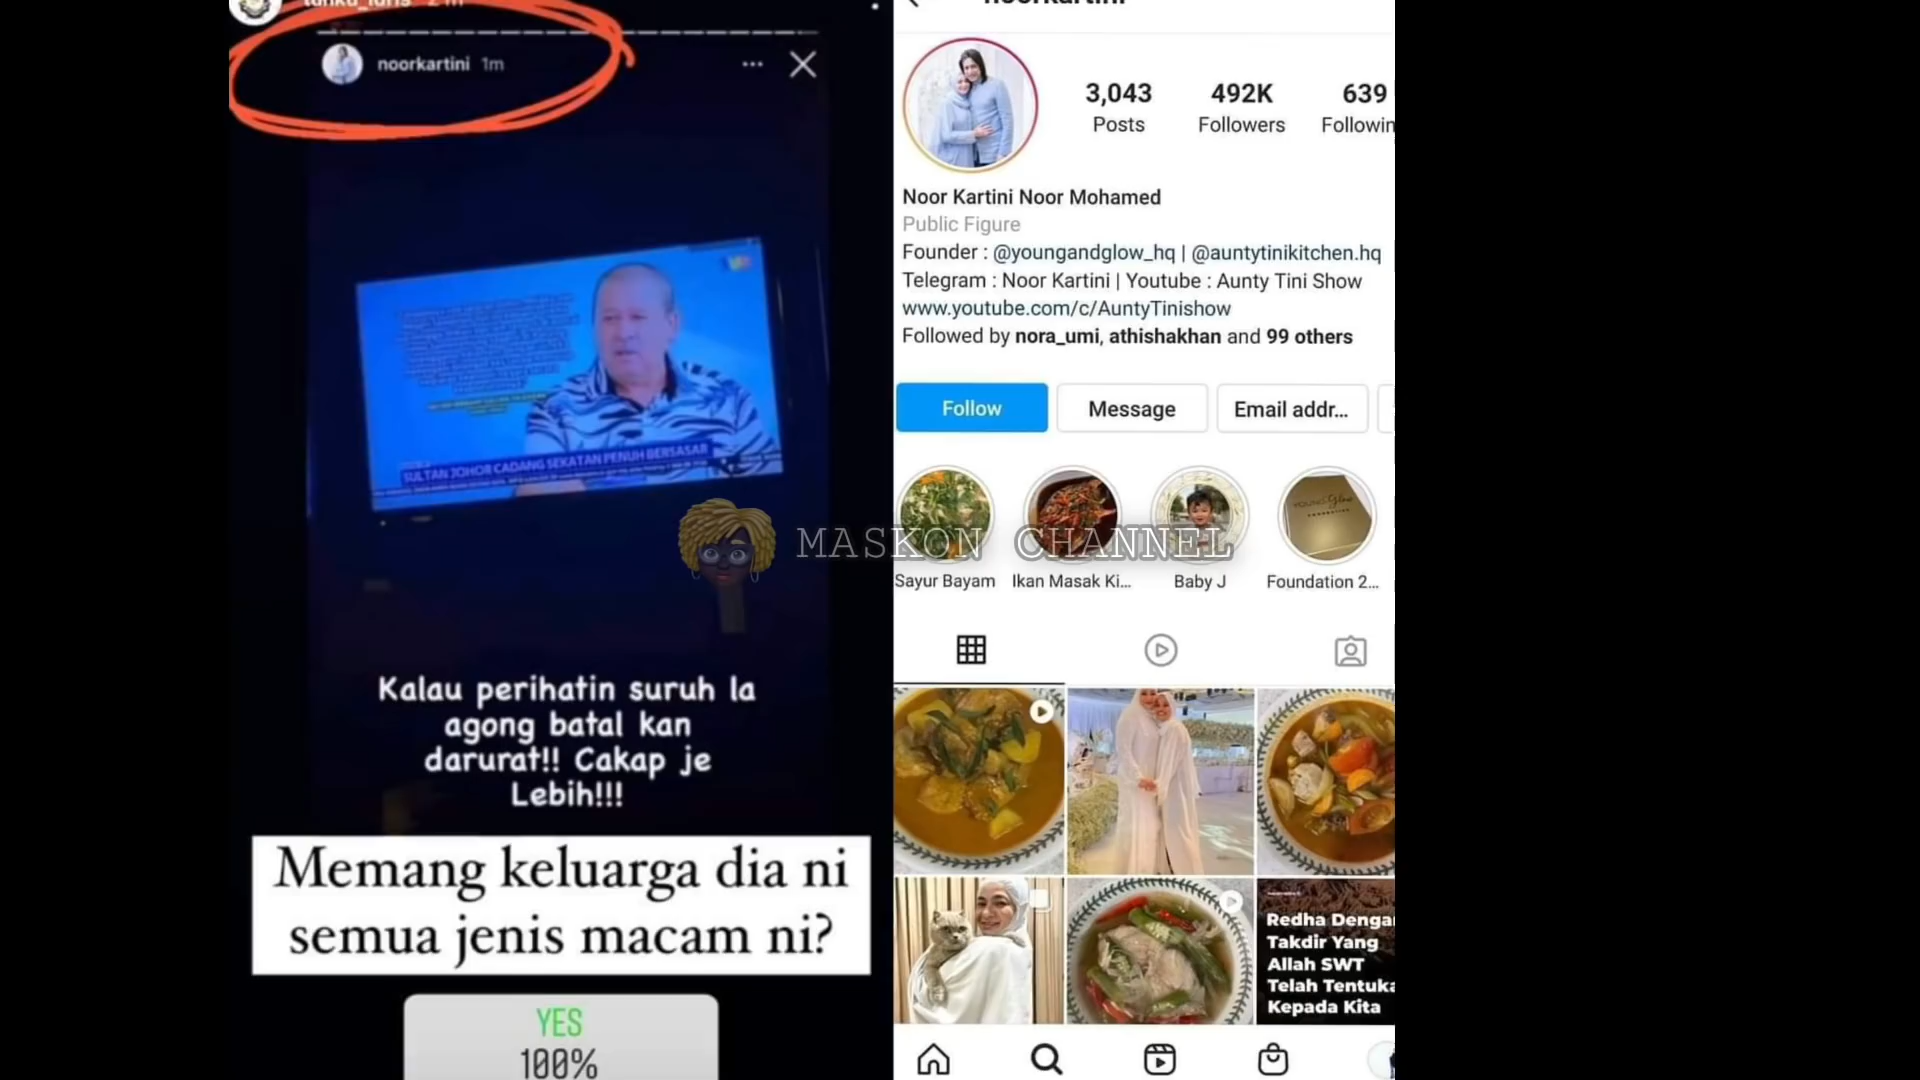 noorkartini 1m
SULTAN JOHOR CADANG SEKATAN PENUH BERSASAR
Kalau perihatin suruh la
agong batal kan
darurat!! Cakap je
Lebih!!!
Memang keluarga dia ni
semua jenis macam ni?
YES
100%
MASKON CHANNEL
noorkartini
3,043
Posts
492K
Followers
639
Followin
Noor Kartini Noor Mohamed
Public Figure
Founder : @youngandglow_hq | @auntytinikitchen.hq
Telegram : Noor Kartini | Youtube : Aunty Tini Show
www.youtube.com/c/AuntyTinishow
Followed by nora_umi, athishakhan and 99 others
Follow
Message
Email addr...
Sayur Bayam
Ikan Masak Ki...
Baby J
Foundation 2...
Redha Denga
Takdir Yang
Allah SWT
Telah Tentuka
Kepada Kita